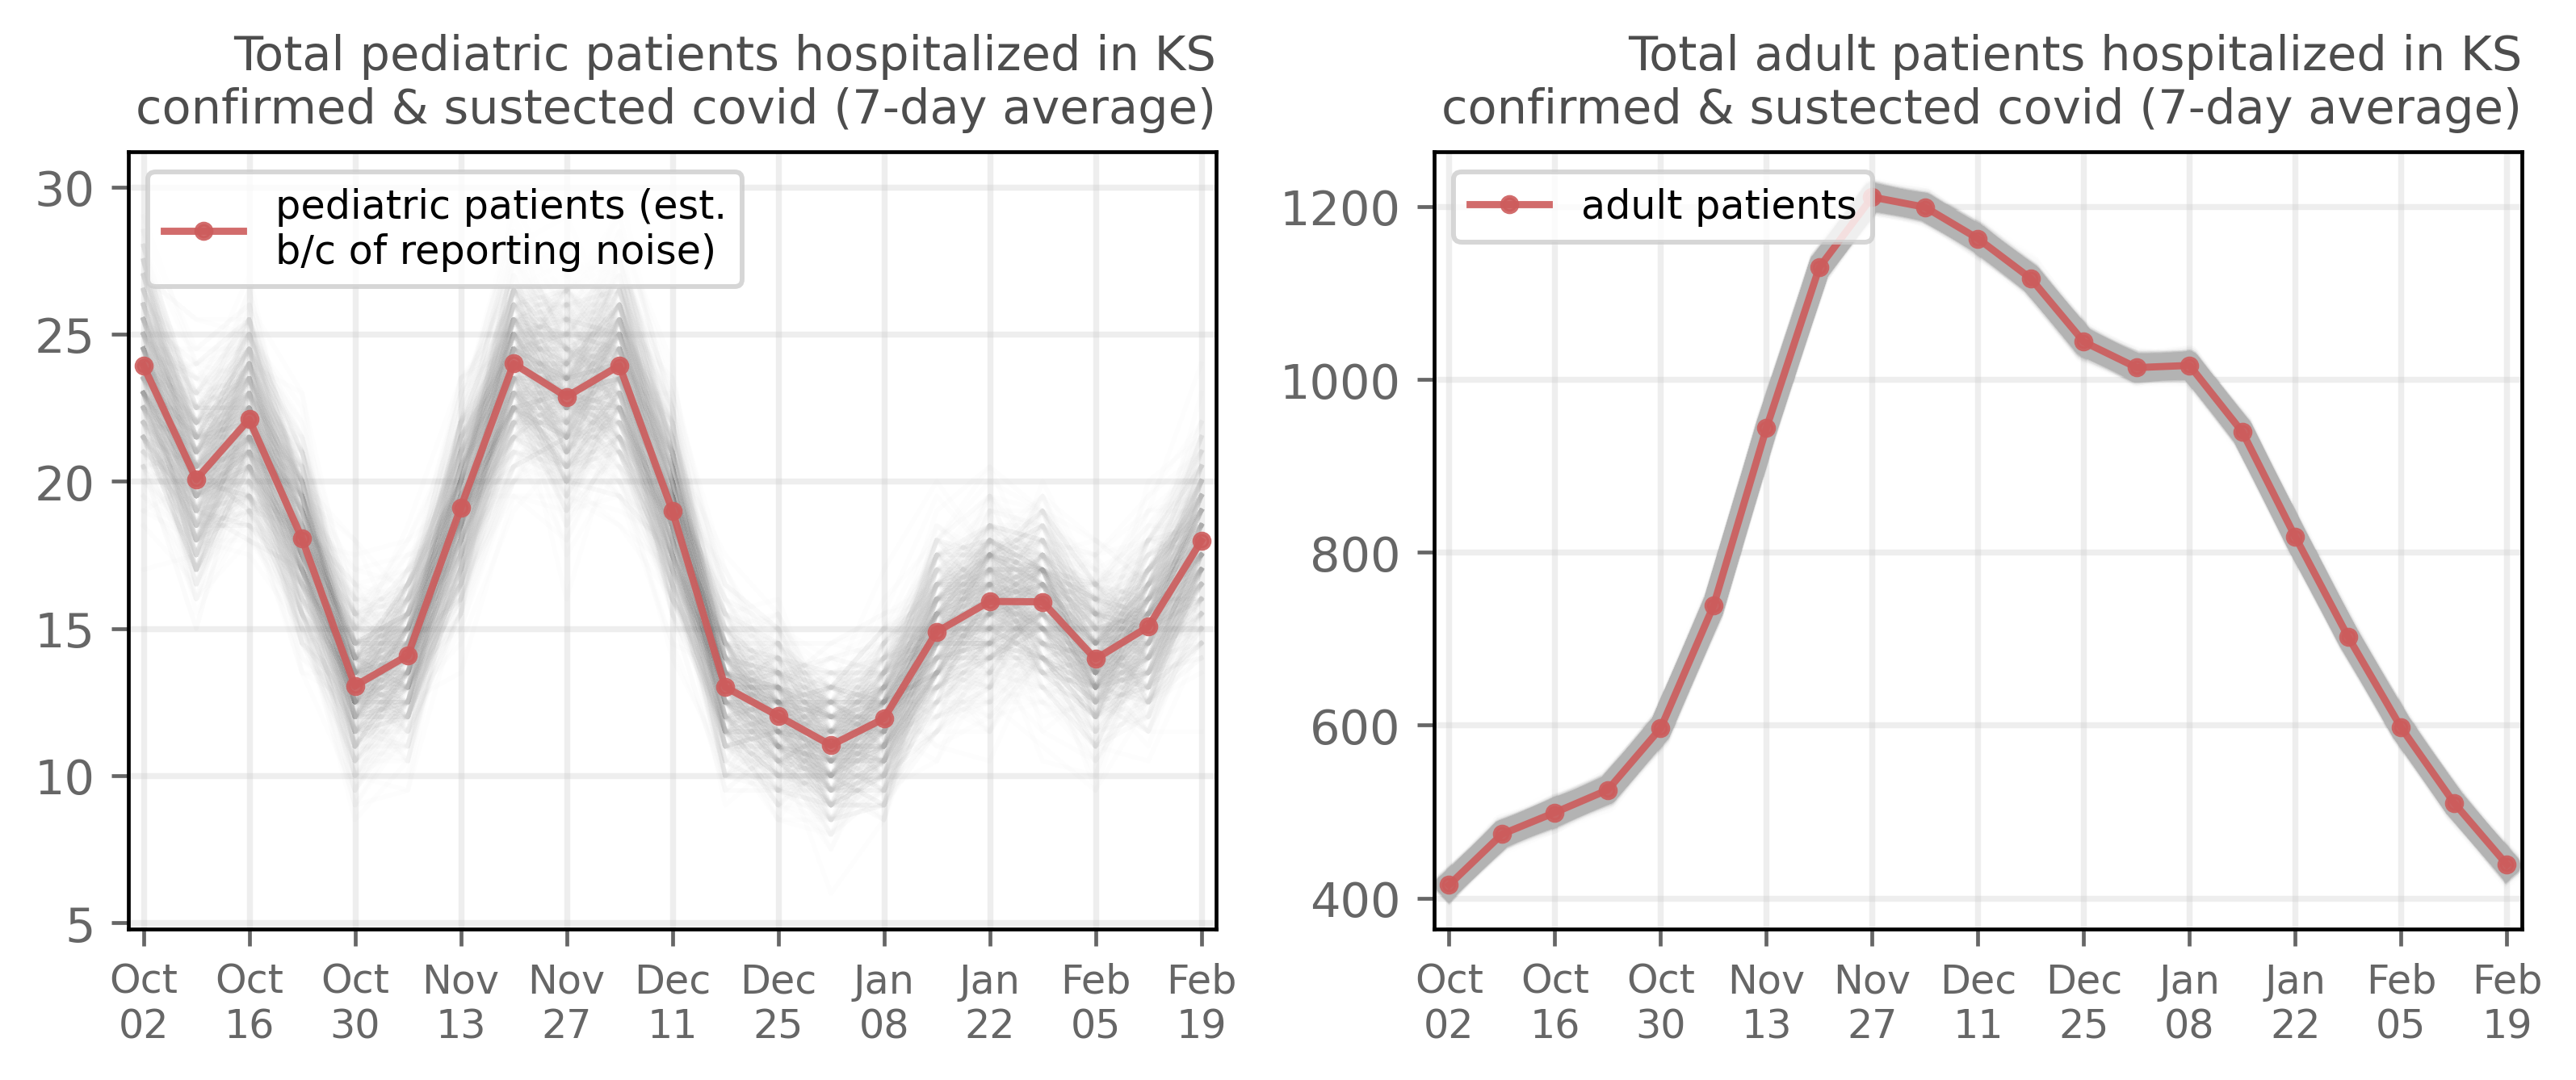 Total pediatric patients hospitalized in KS
confirmed & sustected covid (7-day average)
30
25
20
15
10
5
pediatric patients (est.
b/c of reporting noise)
Oct Oct Oct Nov Nov Dec Dec Jan Jan Feb Feb
02 16 30 13 27 11 25 08 22 05 19
Total adult patients hospitalized in KS
confirmed & sustected covid (7-day average)
1200
1000
800
600
400
adult patients
Oct Oct Oct Nov Nov Dec Dec Jan Jan Feb Feb
02 16 30 13 27 11 25 08 22 05 19